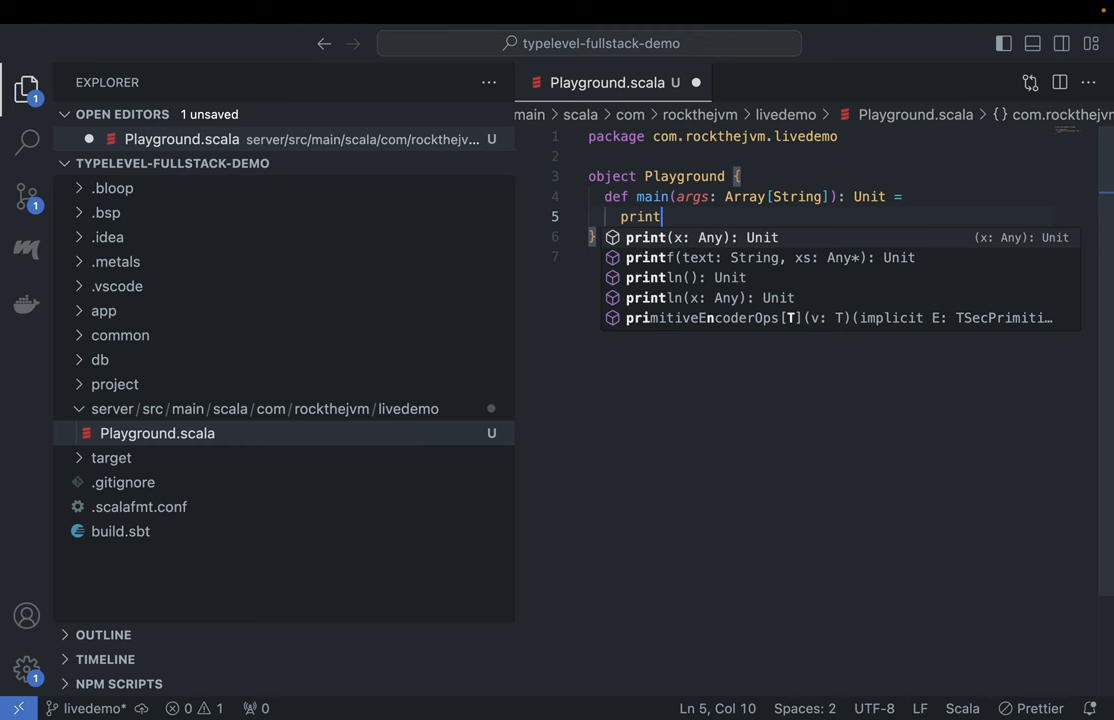 typelevel-fullstack-demo
EXPLORER
OPEN EDITORS 1 unsaved
Playground.scala server/src/main/scala/com/rockthejv... U
TYPELEVEL-FULLSTACK-DEMO
.bloop
.bsp
.idea
.metals
.vscode
app
common
db
project
server/src/main/scala/com/rockthejvm/livedemo
Playground.scala U
target
.gitignore
.scalafmt.conf
build.sbt
OUTLINE
TIMELINE
NPM SCRIPTS
1
1
1
Playground.scala U
main > scala > com > rockthejvm > livedemo > Playground.scala > {} com.rockthejvm
1 package com.rockthejvm.livedemo
2
3 object Playground {
4 def main(args: Array[String]): Unit =
5 print
6 }
7
print(x: Any): Unit (x: Any): Unit
printf(text: String, xs: Any*): Unit
println(): Unit
println(x: Any): Unit
primitiveEncoderOps[T](v: T)(implicit E: TSecPrimiti...
livedemo* 0 1 0 Ln 5, Col 10 Spaces: 2 UTF-8 LF Scala Prettier